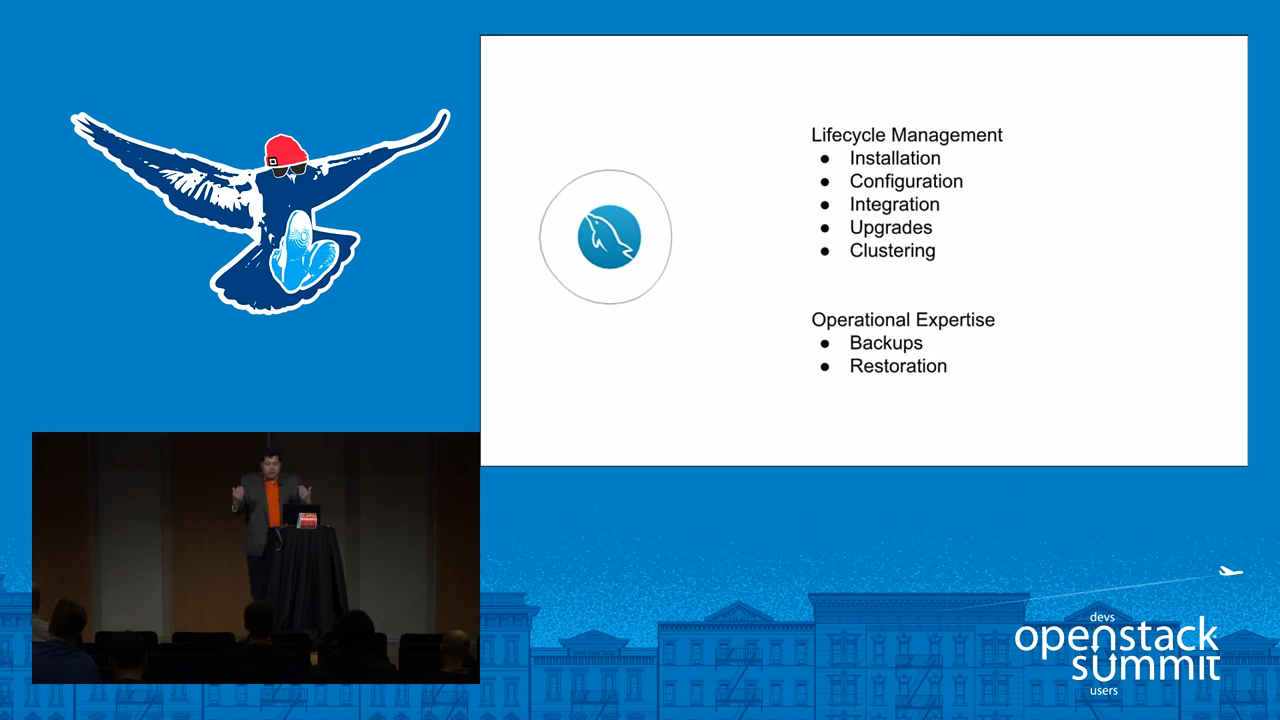 Lifecycle Management
● Installation
● Configuration
● Integration
● Upgrades
● Clustering
Operational Expertise
● Backups
● Restoration
devs
openstack
summit
users